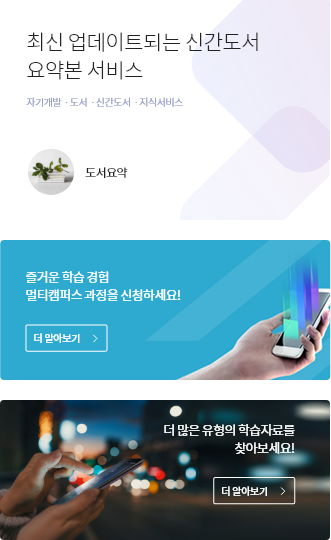 최신 업데이트되는 신간도서
요약본 서비스
자기개발 · 도서 · 신간도서 · 지식서비스
도서요약
즐거운 학습 경험
멀티캠퍼스 과정을 신청하세요!
더 알아보기 >
더 많은 유형의 학습자료를
찾아보세요!
더 알아보기 >